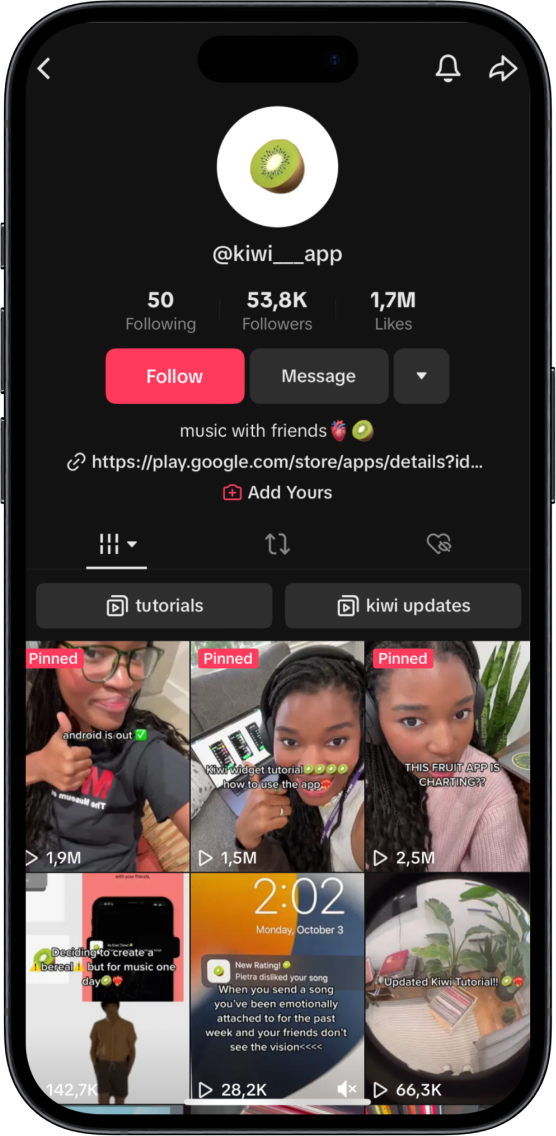 @kiwi___app
50
53,8K
1,7M
Following
Followers
Likes
Follow
Message
music with friends🫀🥝
https://play.google.com/store/apps/details?id...
Add Yours
tutorials
kiwi updates
Pinned
android is out ✅
1,9M
Pinned
Kiwi widget tutorial🥝🥝🥝🥝
how to use the app❤️‍🔥
1,5M
Pinned
THIS FRUIT APP IS
CHARTING??
2,5M
with your friends.
Deciding to create a
⚠️bereal⚠️ but for music one
day🥝❤️‍🔥
142,7K
2:02
Monday, October 3
New Rating! 🥝
Pietra disliked your song
When you send a song
you've been emotionally
attached to for the past
week and your friends don't
see the vision<<<<
28,2K
Updated Kiwi Tutorial!! 🥝❤️‍🔥
66,3K